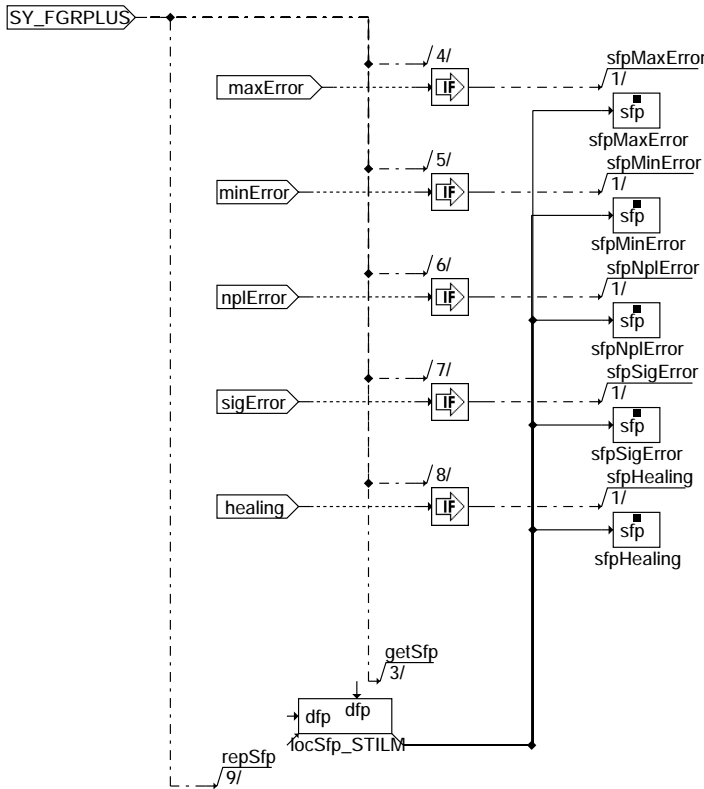 SY_FGRPLUS
4/
sfpMaxError
1/
maxError
IF
sfp
sfpMaxError
5/
sfpMinError
1/
minError
IF
sfp
sfpMinError
6/
sfpNplError
1/
nplError
IF
sfp
sfpNplError
7/
sfpSigError
1/
sigError
IF
sfp
sfpSigError
8/
sfpHealing
1/
healing
IF
sfp
sfpHealing
getSfp
3/
dfp
dfp
locSfp_STILM
repSfp
9/